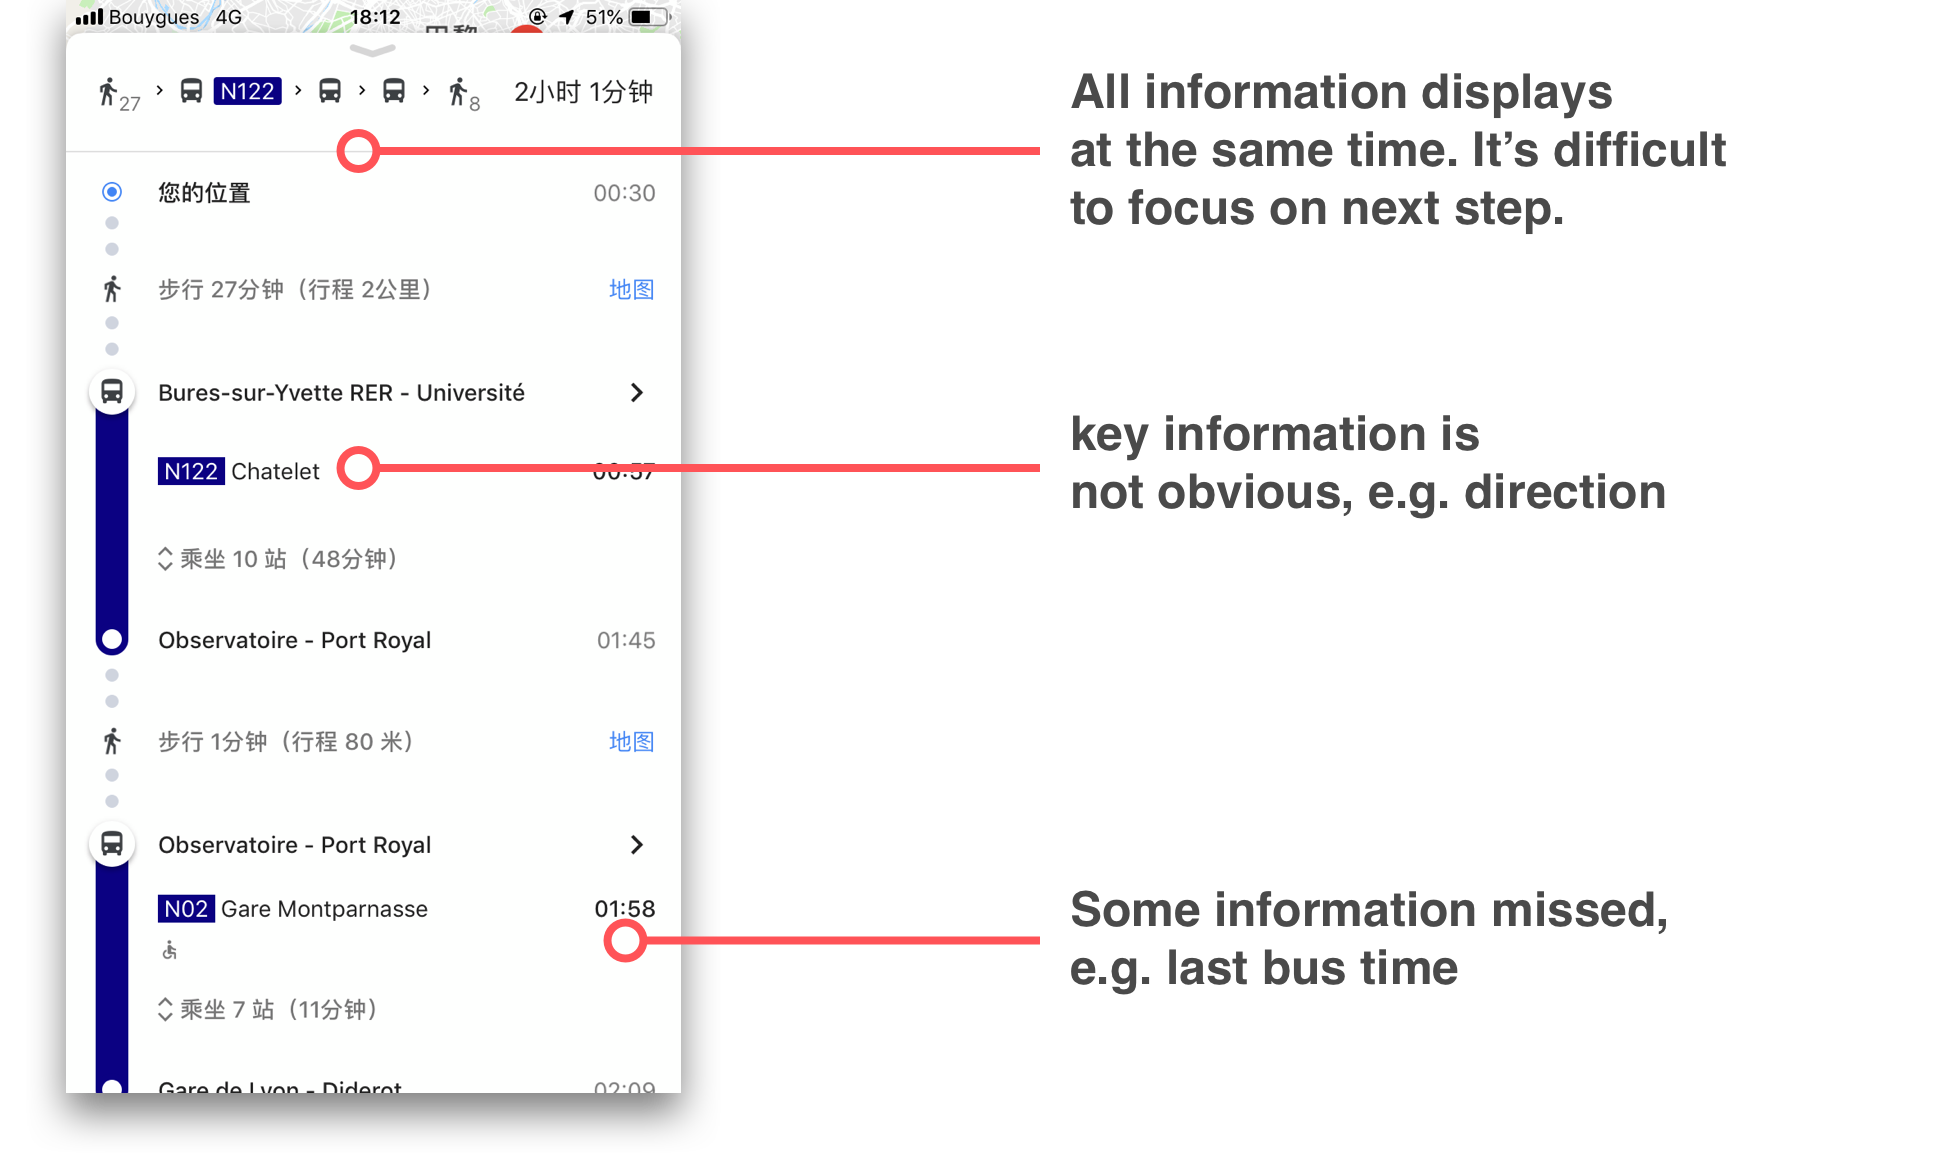 Bouygues 4G 18:12 51%
27 N122 8 2小时 1分钟
您的位置 00:30
步行 27分钟（行程 2公里） 地图
Bures-sur-Yvette RER - Université
N122 Chatelet 00:57
乘坐 10 站（48分钟）
Observatoire - Port Royal 01:45
步行 1分钟（行程 80 米） 地图
Observatoire - Port Royal
N02 Gare Montparnasse 01:58
乘坐 7 站（11分钟）
Gare de Lyon - Diderot 02:09
All information displays
at the same time. It’s difficult
to focus on next step.
key information is
not obvious, e.g. direction
Some information missed,
e.g. last bus time